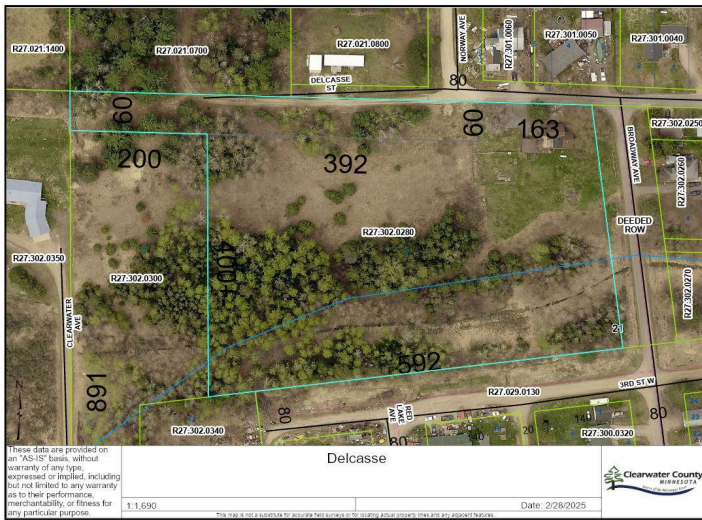 R27.021.1400
R27.021.0700
R27.021.0800
DELCASSE
ST
NORWAY AVE
R27.301.0060
R27.301.0050
4
R27.301.0040
80
60
200
392
60
163
BROADWAY AVE
R27.302.0250
R27.302.0260
DEEDED
ROW
R27.302.0280
R27.302.0350
R27.302.0300
400
CLEARWATER
AVE
R27.302.0270
21
592
891
R27.029.0130
3RD ST W
80
RED
LAKE
AVE
80
140
20
140
80
R27.302.0340
R27.300.0320
N
These data are provided on
an "AS-IS" basis, without
warranty of any type,
expressed or implied, including
but not limited to any warranty
as to their performance,
merchantability, or fitness for
any particular purpose.
Delcasse
1:1,690
Date: 2/28/2025
Clearwater County
MINNESOTA
This map is not a substitute for accurate field surveys or for locating actual property lines and any adjacent features.